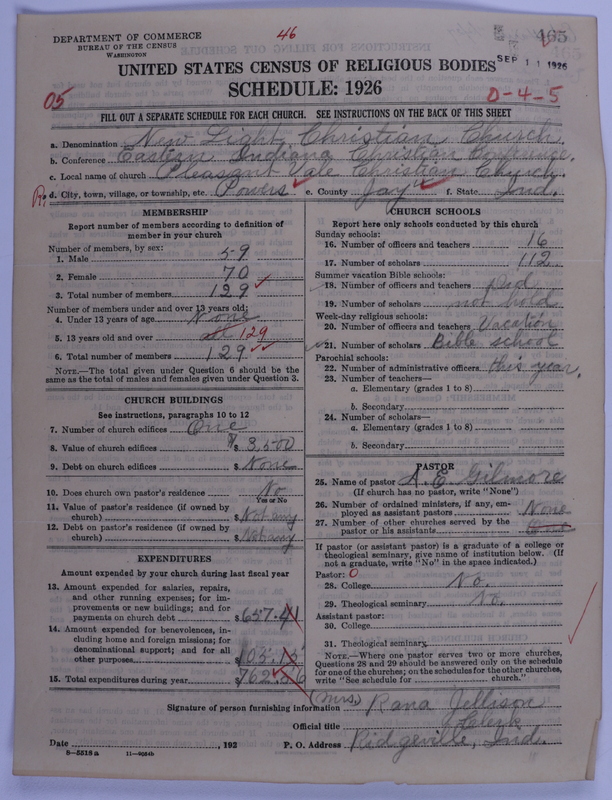 DEPARTMENT OF COMMERCE
BUREAU OF THE CENSUS
WASHINGTON
46
165
SEP 11 1926
UNITED STATES CENSUS OF RELIGIOUS BODIES
SCHEDULE: 1926
05
D-4-5
FILL OUT A SEPARATE SCHEDULE FOR EACH CHURCH. SEE INSTRUCTIONS ON THE BACK OF THIS SHEET
a. Denomination New Light Christian Church
b. Conference Eastern Indiana Christian Conference.
c. Local name of church Pleasant Vale Christian Church.
R. d. City, town, village, or township, etc. Powers e. County Jay f. State Ind.
MEMBERSHIP
Report number of members according to definition of
member in your church
Number of members, by sex:
1. Male 59
2. Female 70
3. Total number of members 129
Number of members under and over 13 years old:
4. Under 13 years of age None
5. 13 years old and over all 129
6. Total number of members 129
NOTE.—The total given under Question 6 should be
same as the total of males and females given under Question 3.
CHURCH BUILDINGS
See instructions, paragraphs 10 to 12
7. Number of church edifices One
8. Value of church edifices $ 3,500
9. Debt on church edifices $ None
10. Does church own pastor's residence No
Yes or No
11. Value of pastor's residence (if owned by
church) $ Not any
12. Debt on pastor's residence (if owned by
church) $ Not any
EXPENDITURES
Amount expended by your church during last fiscal year
13. Amount expended for salaries, repairs,
and other running expenses; for im-
provements or new buildings; and for
payments on church debt $ 657.41
14. Amount expended for benevolences, in-
cluding home and foreign missions; for
denominational support; and for all
other purposes $ 105.15
15. Total expenditures during year $ 762.56
CHURCH SCHOOLS
Report here only schools conducted by this church
Sunday schools:
16. Number of officers and teachers 16
17. Number of scholars 112
Summer vacation Bible schools:
18. Number of officers and teachers Did
19. Number of scholars not hold
Week-day religious schools:
20. Number of officers and teachers Vacation
21. Number of scholars Bible school
Parochial schools:
22. Number of administrative officers this year.
23. Number of teachers—
a. Elementary (grades 1 to 8)
b. Secondary
24. Number of scholars—
a. Elementary (grades 1 to 8)
b. Secondary
PASTOR
25. Name of pastor A. E. Gilmore
(If church has no pastor, write "None")
26. Number of ordained ministers, if any, em-
ployed as assistant pastors None
27. Number of other churches served by the
pastor or his assistants
If pastor (or assistant pastor) is a graduate of a college or
theological seminary, give name of institution below. (If
not a graduate, write "No" in the space indicated.)
Pastor: 0
28. College No.
29. Theological seminary No.
Assistant pastor:
30. College
31. Theological seminary
NOTE.—Where one pastor serves two or more churches,
Questions 28 and 29 should be answered only on the schedule
for one of the churches; on the schedules for the other churches,
write "See schedule for church."
Signature of person furnishing information (Mrs.) Rana Jellison
Official title Clerk
Date , 192 P. O. Address Ridgeville, Ind.
8—5518 a 11—9084b